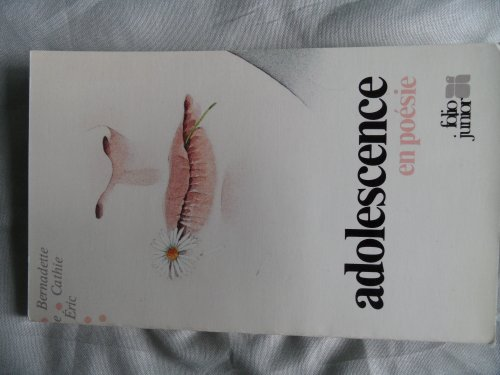 • Bernadette
e • Cathie
Éric
•
•
adolescence
en poésie
folio
junior